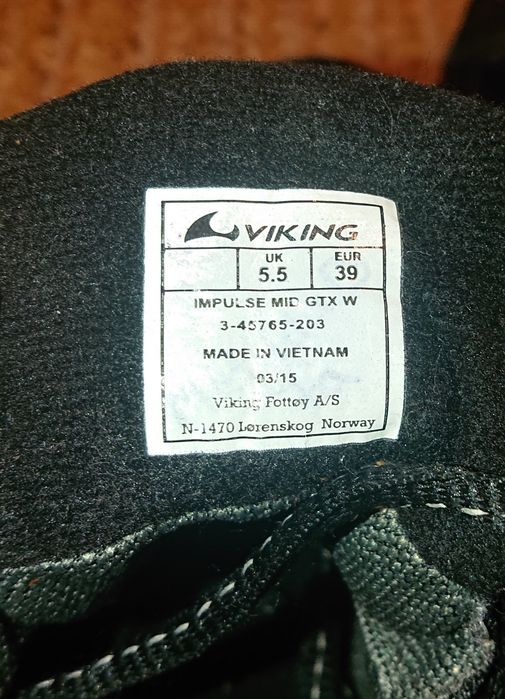 VIKING
UK EUR
5.5 39
IMPULSE MID GTX W
3-45765-203
MADE IN VIETNAM
03/15
Viking Fottøy A/S
N-1470 Lørenskog Norway